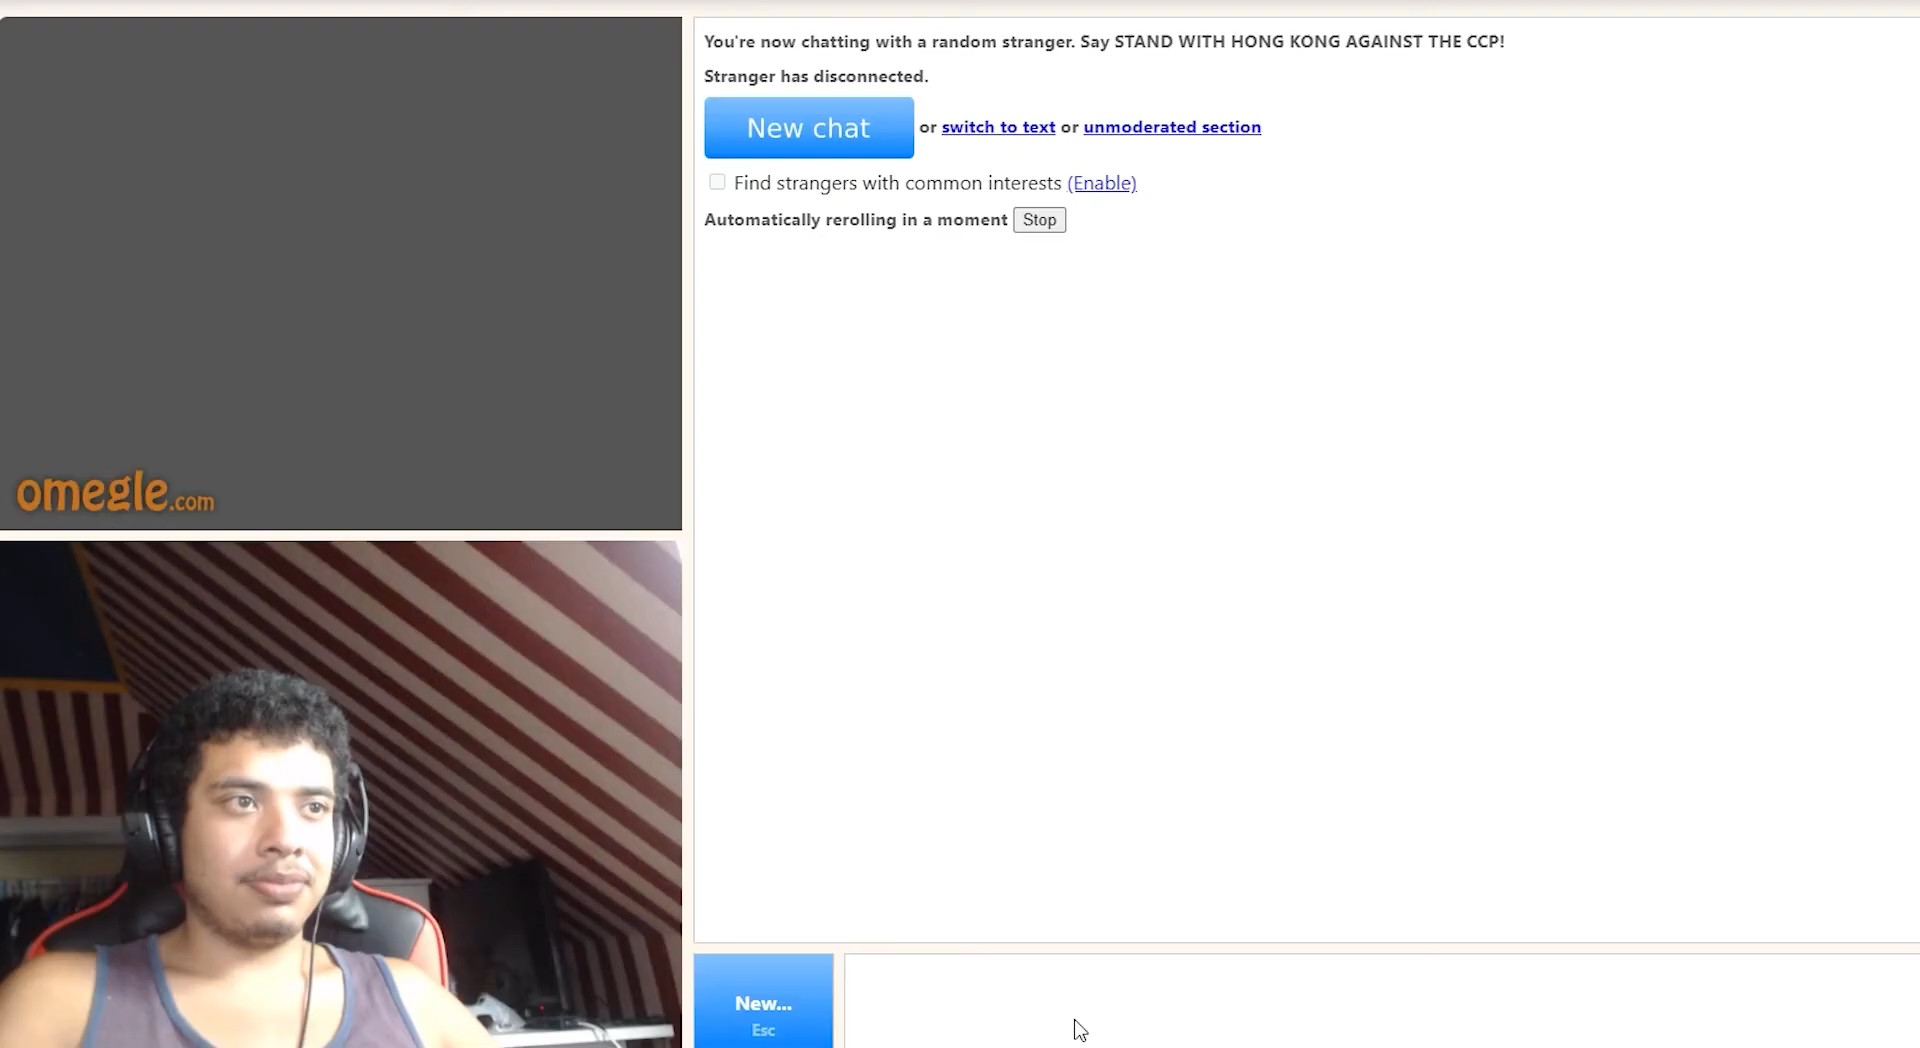 You're now chatting with a random stranger. Say STAND WITH HONG KONG AGAINST THE CCP!
Stranger has disconnected.
New chat or switch to text or unmoderated section
Find strangers with common interests (Enable)
Automatically rerolling in a moment Stop
omegle.com
New...
Esc